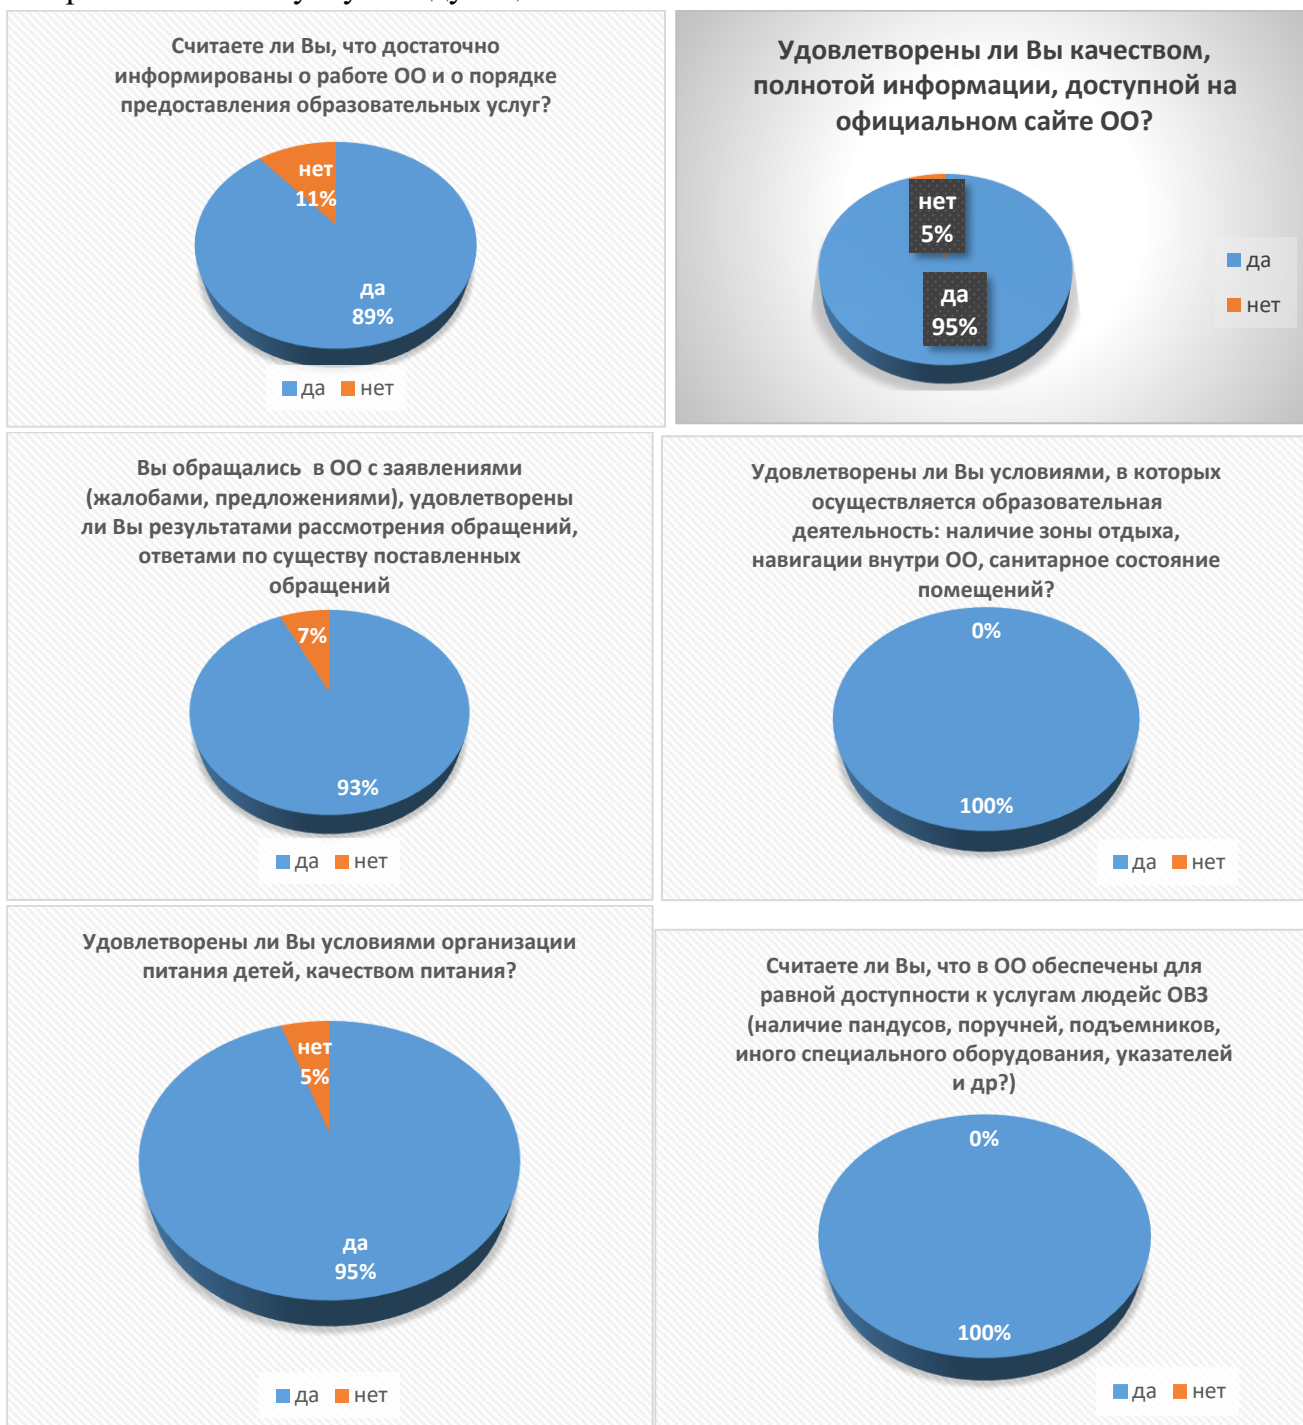 Считаете ли Вы, что достаточно
информированы о работе ОО и о порядке
предоставления образовательных услуг?
нет
11%
да
89%
да нет
Удовлетворены ли Вы качеством,
полнотой информации, доступной на
официальном сайте ОО?
нет
5%
да
95%
да
нет
Вы обращались в ОО с заявлениями
(жалобами, предложениями), удовлетворены
ли Вы результатами рассмотрения обращений,
ответами по существу поставленных
обращений
7%
93%
да нет
Удовлетворены ли Вы условиями, в которых
осуществляется образовательная
деятельность: наличие зоны отдыха,
навигации внутри ОО, санитарное состояние
помещений?
0%
100%
да нет
Удовлетворены ли Вы условиями организации
питания детей, качеством питания?
нет
5%
да
95%
да нет
Считаете ли Вы, что в ОО обеспечены для
равной доступности к услугам людейс ОВЗ
(наличие пандусов, поручней, подъемников,
иного специального оборудования, указателей
и др?)
0%
100%
да нет